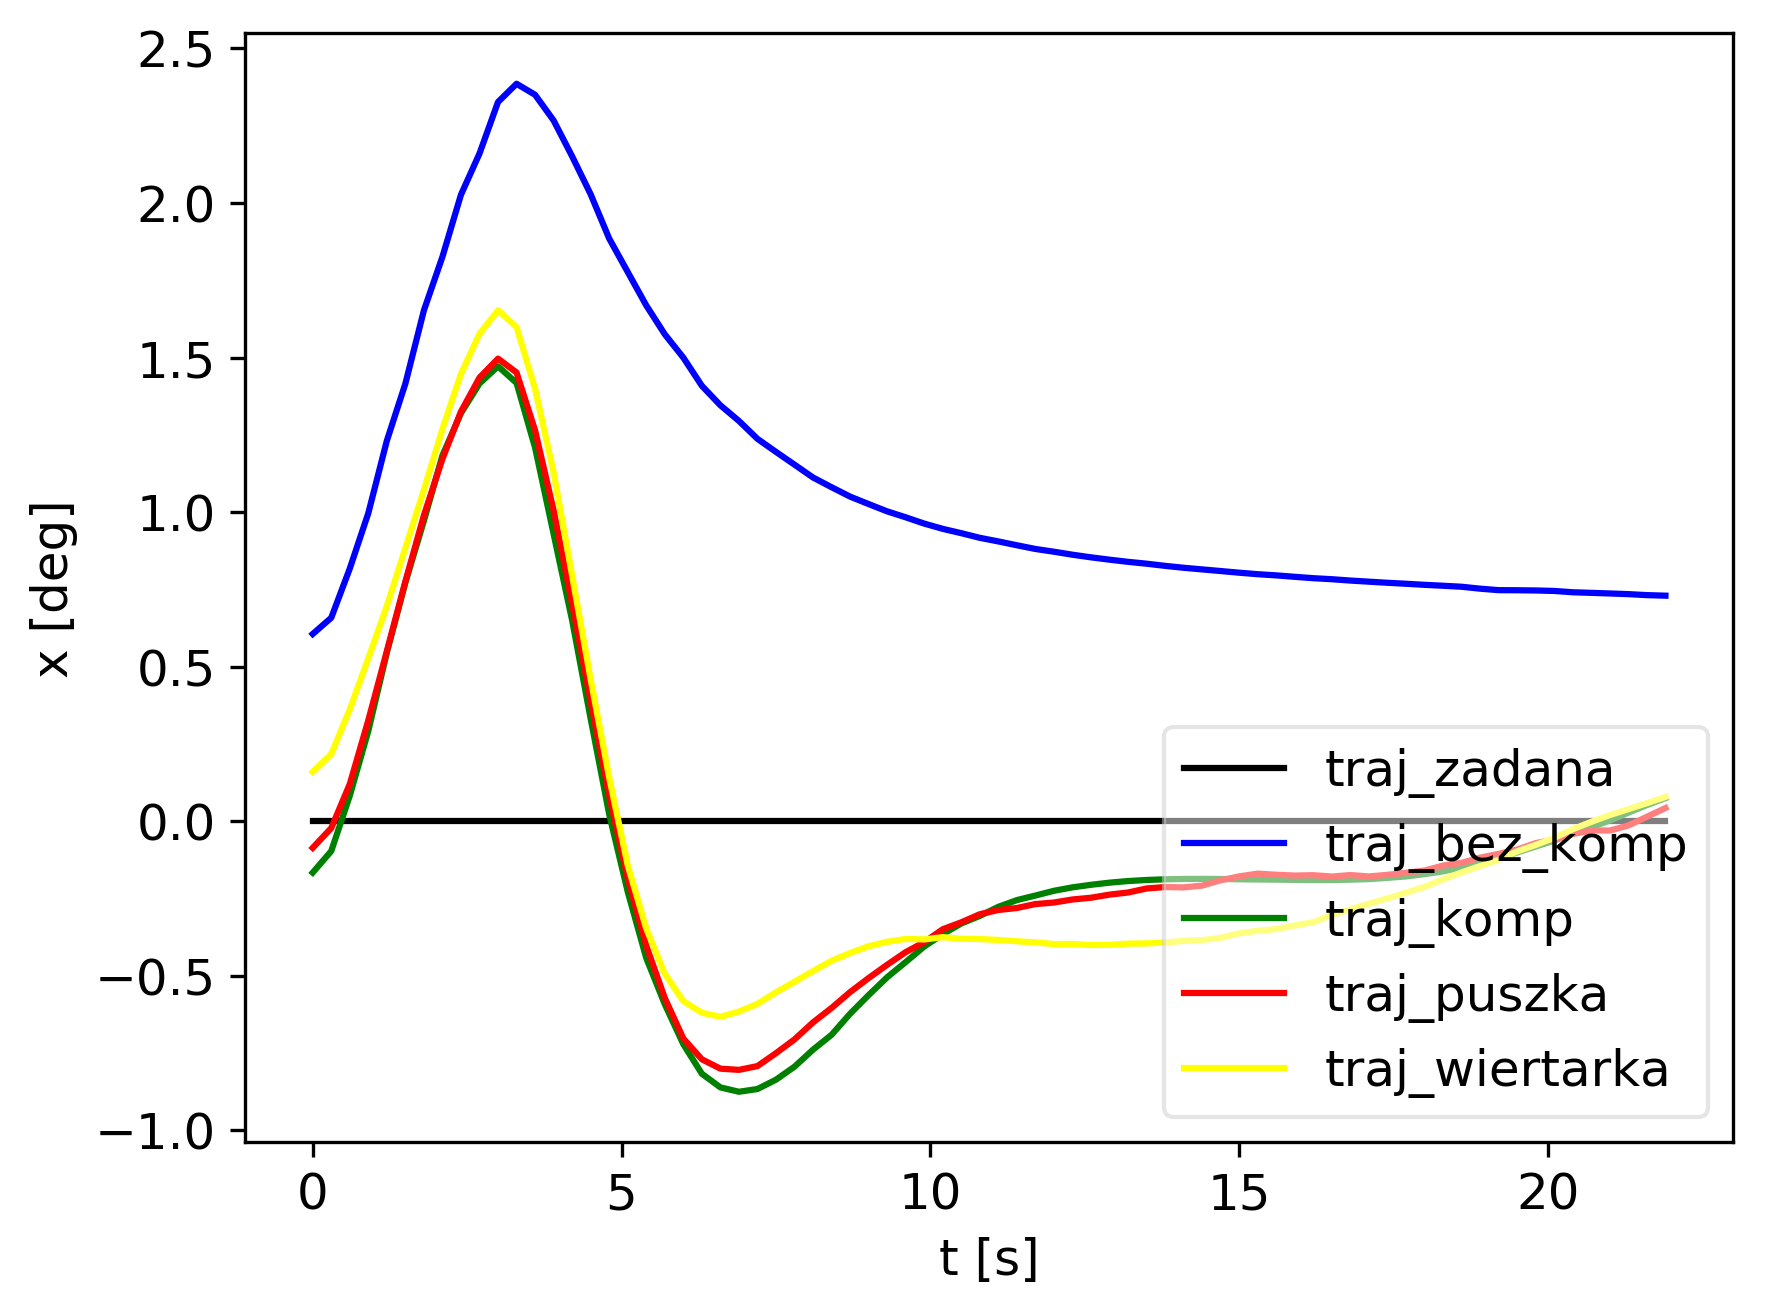 2.5
2.0
1.5
1.0
0.5
0.0
−0.5
−1.0
x [deg]
0 5 10 15 20
t [s]
traj_zadana
traj_bez_komp
traj_komp
traj_puszka
traj_wiertarka